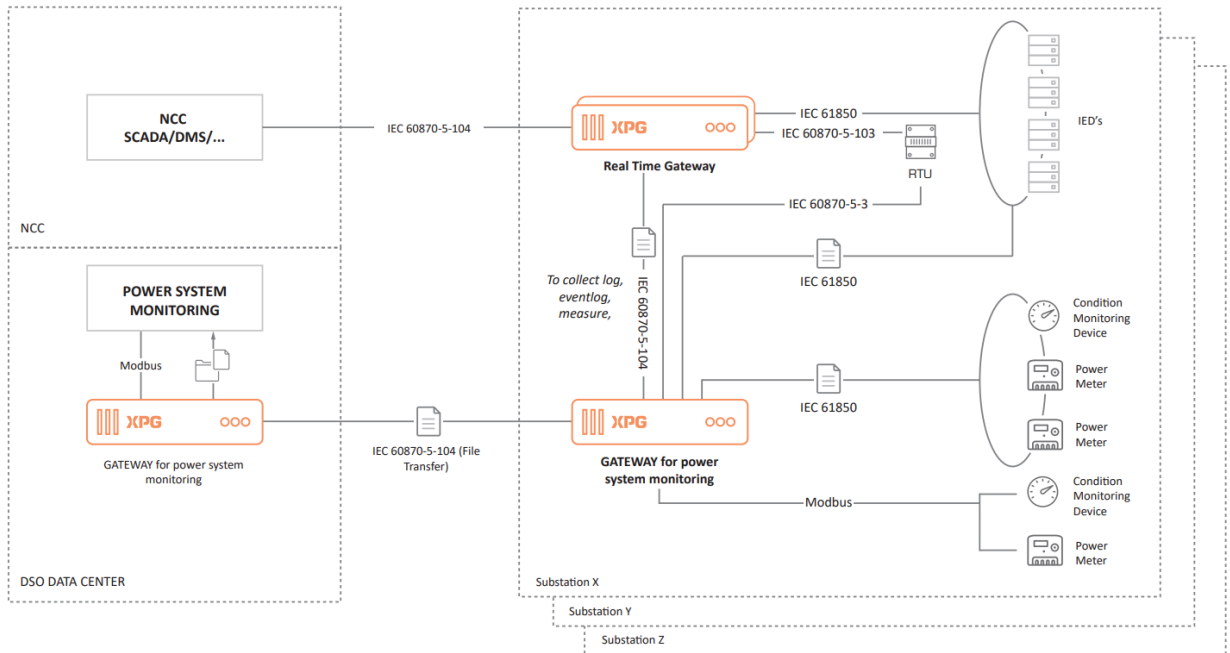 NCC
SCADA/DMS/...
NCC
IEC 60870-5-104
XPG
Real Time Gateway
IEC 61850
IEC 60870-5-103
RTU
IED's
IEC 60870-5-3
IEC 61850
To collect log,
eventlog,
measure,
IEC 60870-5-104
POWER SYSTEM
MONITORING
Modbus
XPG
GATEWAY for power system
monitoring
IEC 60870-5-104 (File
Transfer)
XPG
GATEWAY for power
system monitoring
IEC 61850
Condition
Monitoring
Device
Power
Meter
Power
Meter
Modbus
Condition
Monitoring
Device
Power
Meter
DSO DATA CENTER
Substation X
Substation Y
Substation Z